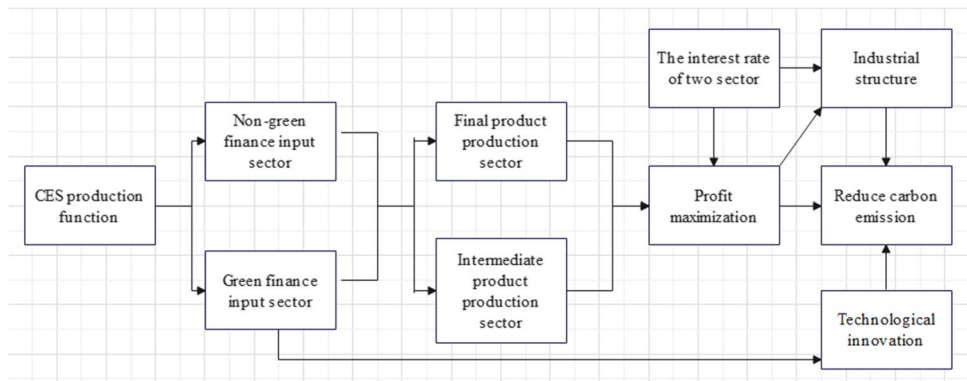 CES production
function
Non-green
finance input
sector
Green finance
input sector
Final product
production
sector
Intermediate
product
production
sector
The interest rate
of two sector
Profit
maximization
Industrial
structure
Reduce carbon
emission
Technological
innovation